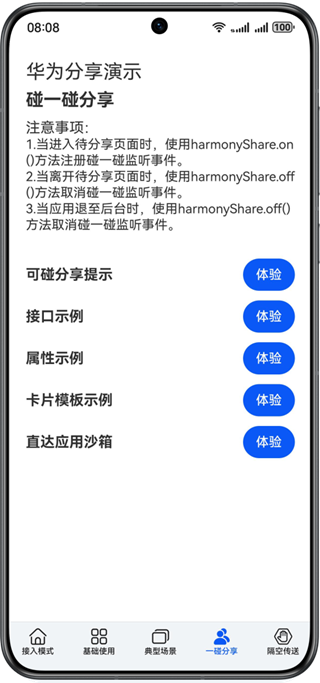 08:08
100
华为分享演示
碰一碰分享
注意事项：
1.当进入待分享页面时，使用harmonyShare.on
()方法注册碰一碰监听事件。
2.当离开待分享页面时，使用harmonyShare.off
()方法取消碰一碰监听事件。
3.当应用退至后台时，使用harmonyShare.off()
方法取消碰一碰监听事件。
可碰分享提示 体验
接口示例 体验
属性示例 体验
卡片模板示例 体验
直达应用沙箱 体验
接入模式 基础使用 典型场景 一碰分享 隔空传送